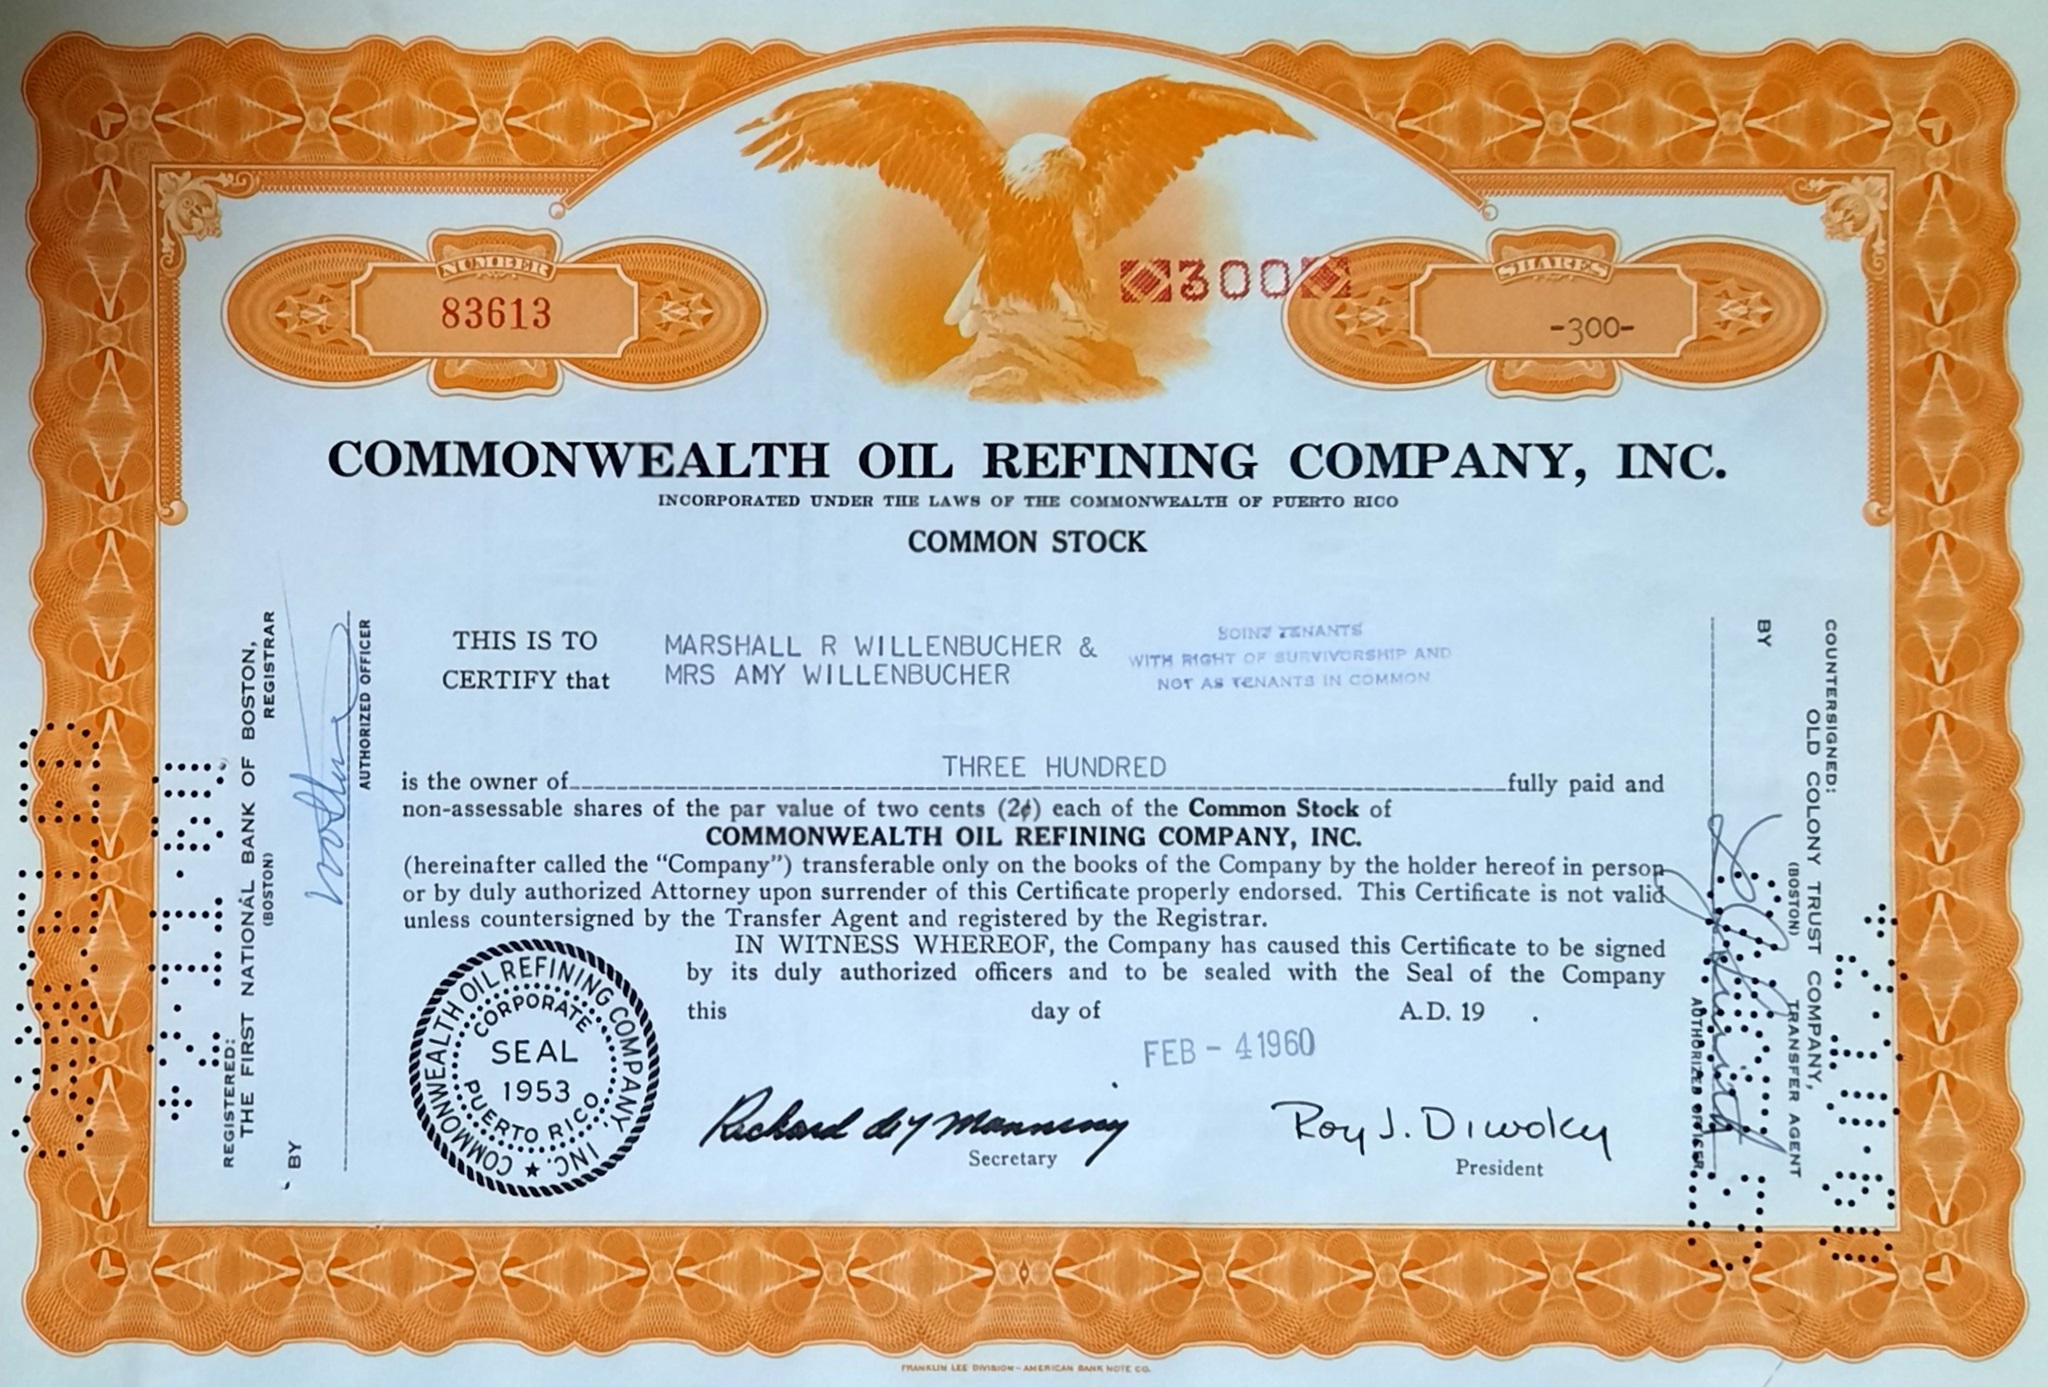 NUMBER
83613
300
SHARES
-300-
COMMONWEALTH OIL REFINING COMPANY, INC.
INCORPORATED UNDER THE LAWS OF THE COMMONWEALTH OF PUERTO RICO
COMMON STOCK
THIS IS TO
CERTIFY that
MARSHALL R WILLENBUCHER &
MRS AMY WILLENBUCHER
TENANTS
WITH RIGHT OF SURVIVORSHIP AND
NOT AS TENANTS IN COMMON
THREE HUNDRED
is the owner of fully paid and
non-assessable shares of the par value of two cents (2¢) each of the Common Stock of
COMMONWEALTH OIL REFINING COMPANY, INC.
(hereinafter called the "Company") transferable only on the books of the Company by the holder hereof in person
or by duly authorized Attorney upon surrender of this Certificate properly endorsed. This Certificate is not valid
unless countersigned by the Transfer Agent and registered by the Registrar.
IN WITNESS WHEREOF, the Company has caused this Certificate to be signed
by its duly authorized officers and to be sealed with the Seal of the Company
this day of A.D. 19 .
FEB - 4 1960
COMMONWEALTH OIL REFINING COMPANY, INC.
CORPORATE
SEAL
1953
PUERTO RICO
Richard deY Manning
Secretary
Roy J. Diwoky
President
REGISTERED:
THE FIRST NATIONAL BANK OF BOSTON,
(BOSTON) REGISTRAR
BY
AUTHORIZED OFFICER
COUNTERSIGNED:
OLD COLONY TRUST COMPANY,
(BOSTON) TRANSFER AGENT
BY
AUTHORIZED OFFICER
FRANKLIN LEE DIVISION - AMERICAN BANK NOTE CO.